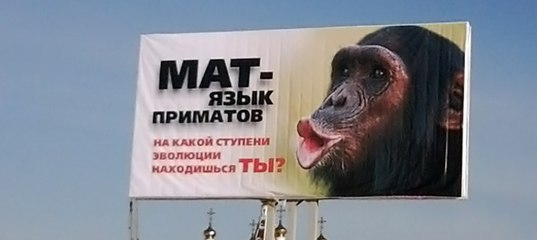 МАТ-
ЯЗЫК
ПРИМАТОВ
НА КАКОЙ СТУПЕНИ
ЭВОЛЮЦИИ
НАХОДИШЬСЯ ТЫ?